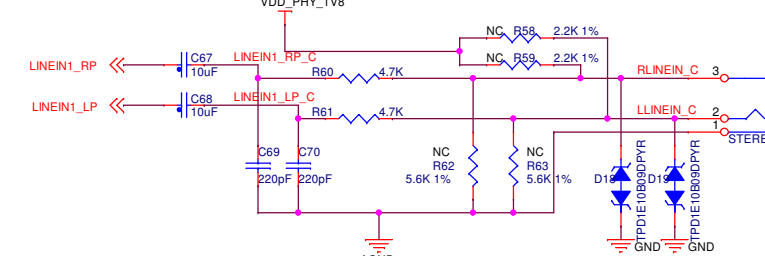 VDD_PHY_1V8
NC R58 2.2K 1%
C67 LINEIN1_RP_C NC R59 2.2K 1%
LINEIN1_RP 10uF R60 4.7K RLINEIN_C 3
C68 LINEIN1_LP_C
LINEIN1_LP 10uF R61 4.7K LLINEIN_C 2
1
STERE
C69 C70 NC NC
R62 R63
220pF 220pF 5.6K 1% 5.6K 1% D18 TPD1E10B09DPYR D19 TPD1E10B09DPYR
GND GND